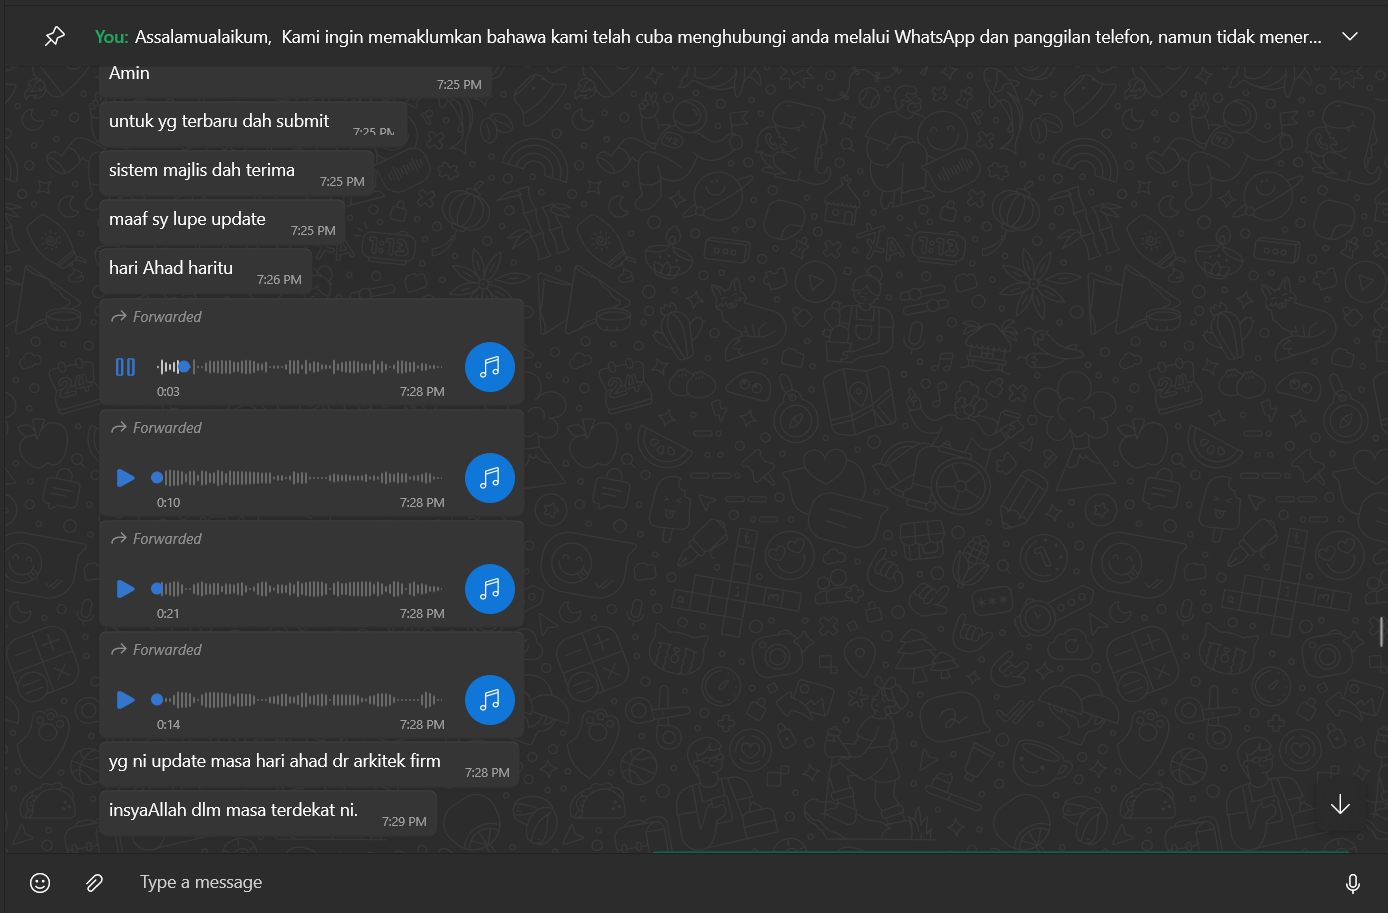 You: Assalamualaikum, Kami ingin memaklumkan bahawa kami telah cuba menghubungi anda melalui WhatsApp dan panggilan telefon, namun tidak mener...
Amin
7:25 PM
untuk yg terbaru dah submit
7:25 PM
sistem majlis dah terima
7:25 PM
maaf sy lupe update
7:25 PM
hari Ahad haritu
7:26 PM
Forwarded
0:03
7:28 PM
Forwarded
0:10
7:28 PM
Forwarded
0:21
7:28 PM
Forwarded
0:14
7:28 PM
yg ni update masa hari ahad dr arkitek firm
7:28 PM
insyaAllah dlm masa terdekat ni.
7:29 PM
Type a message